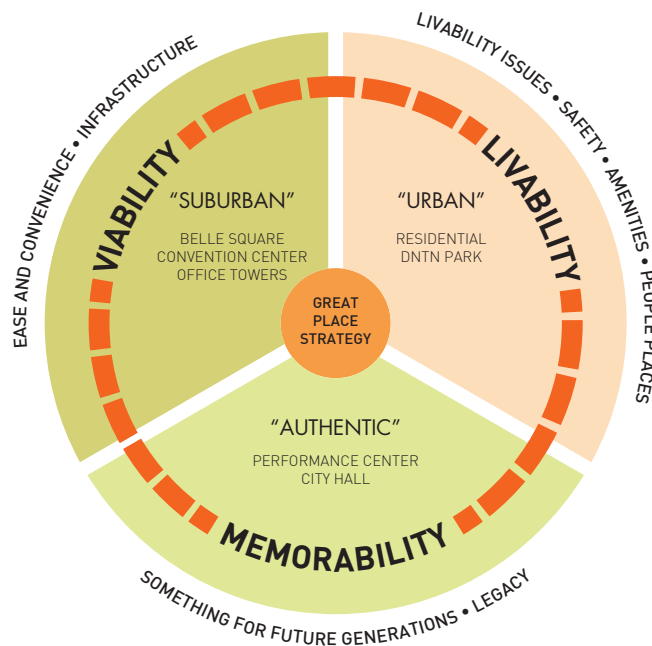 EASE AND CONVENIENCE • INFRASTRUCTURE
LIVABILITY ISSUES • SAFETY • AMENITIES • PEOPLE PLACES
VIABILITY
LIVABILITY
“SUBURBAN”
BELLE SQUARE
CONVENTION CENTER
OFFICE TOWERS
“URBAN”
RESIDENTIAL
DNTN PARK
GREAT
PLACE
STRATEGY
“AUTHENTIC”
PERFORMANCE CENTER
CITY HALL
MEMORABILITY
SOMETHING FOR FUTURE GENERATIONS • LEGACY